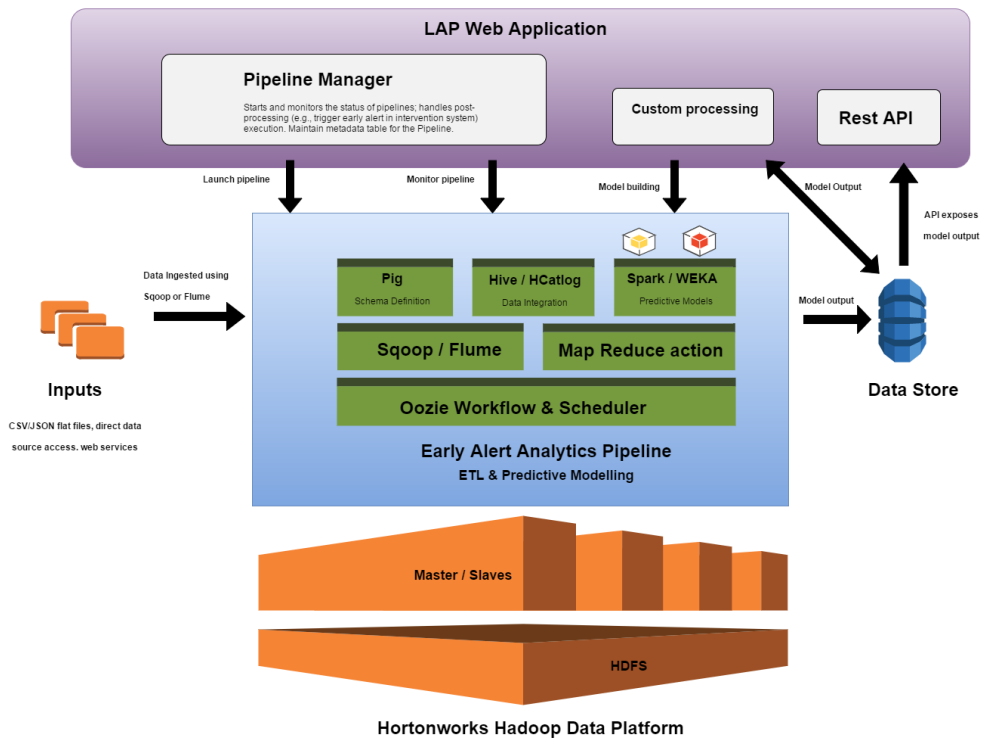 LAP Web Application
Pipeline Manager
Starts and monitors the status of pipelines; handles post-
processing (e.g., trigger early alert in intervention system)
execution. Maintain metadata table for the Pipeline.
Custom processing
Rest API
Launch pipeline
Monitor pipeline
Model building
Model Output
API exposes
model output
Data Ingested using
Sqoop or Flume
Pig
Schema Definition
Hive / HCatlog
Data Integration
Spark / WEKA
Predictive Models
Model output
Sqoop / Flume
Map Reduce action
Oozie Workflow & Scheduler
Inputs
CSV/JSON flat files, direct data
source access. web services
Data Store
Early Alert Analytics Pipeline
ETL & Predictive Modelling
Master / Slaves
HDFS
Hortonworks Hadoop Data Platform